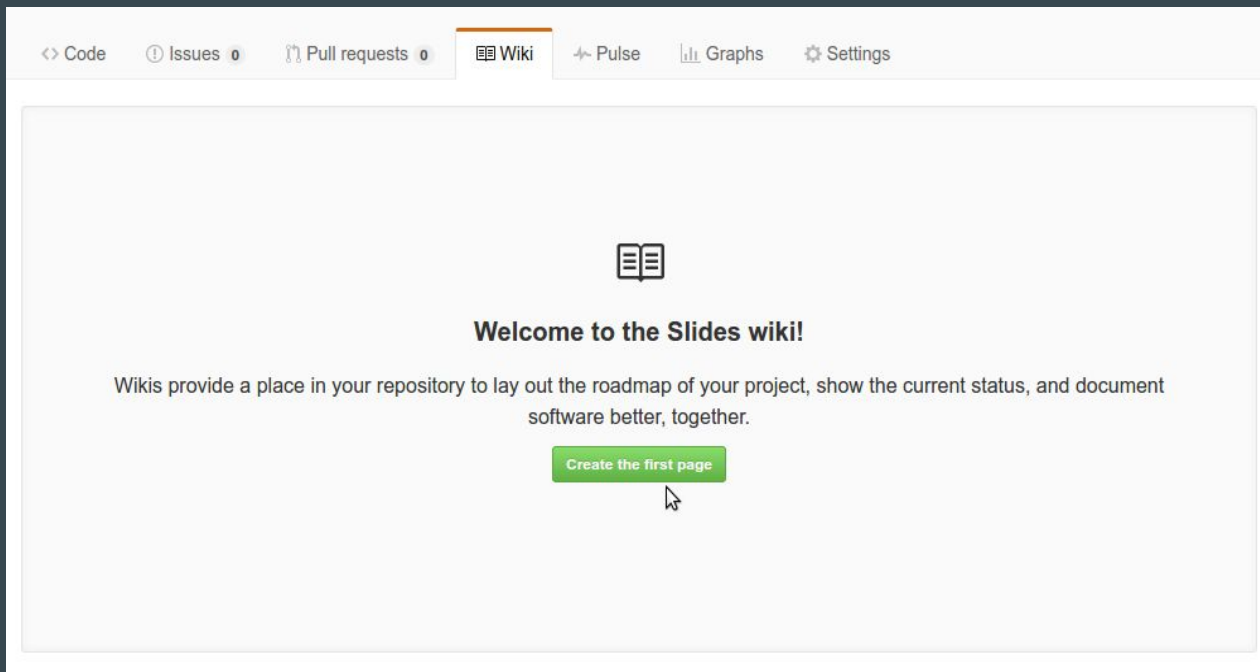 Code Issues 0 Pull requests 0 Wiki Pulse Graphs Settings
Welcome to the Slides wiki!
Wikis provide a place in your repository to lay out the roadmap of your project, show the current status, and document
software better, together.
Create the first page